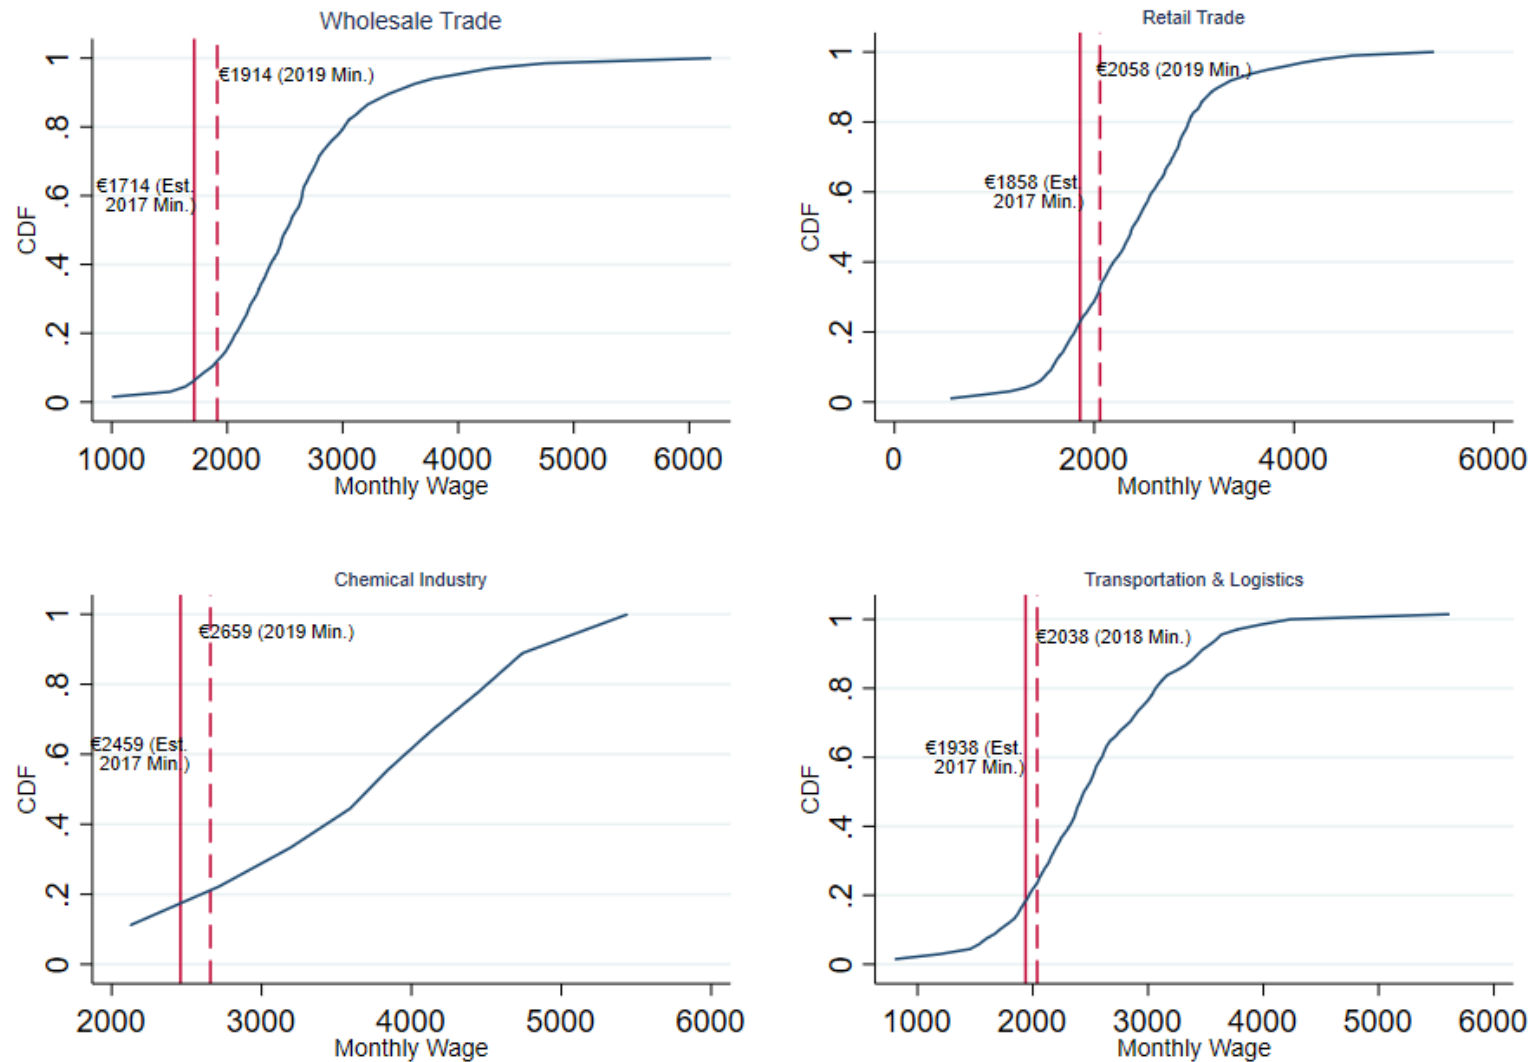 Wholesale Trade
CDF
1
.8
.6
.4
.2
0
€1914 (2019 Min.)
€1714 (Est.
2017 Min.)
1000 2000 3000 4000 5000 6000
Monthly Wage
Retail Trade
CDF
1
.8
.6
.4
.2
0
€2058 (2019 Min.)
€1858 (Est.
2017 Min.)
0 2000 4000 6000
Monthly Wage
Chemical Industry
CDF
1
.8
.6
.4
.2
0
€2659 (2019 Min.)
€2459 (Est.
2017 Min.)
2000 3000 4000 5000 6000
Monthly Wage
Transportation & Logistics
CDF
1
.8
.6
.4
.2
0
€2038 (2018 Min.)
€1938 (Est.
2017 Min.)
1000 2000 3000 4000 5000 6000
Monthly Wage